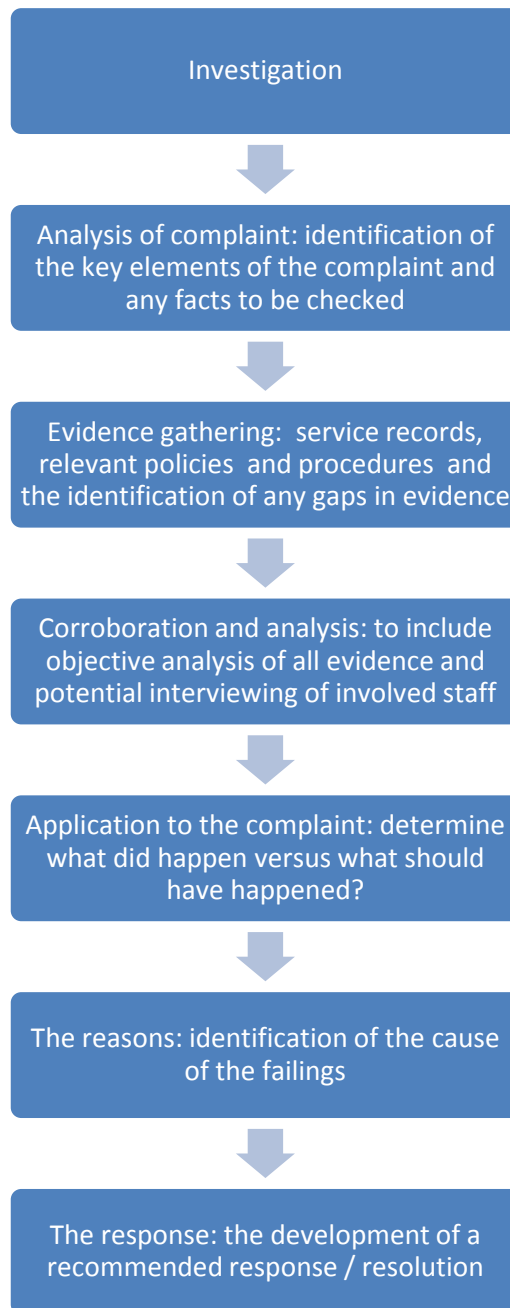 Investigation
Analysis of complaint: identification of
the key elements of the complaint and
any facts to be checked
Evidence gathering:  service records,
relevant policies  and procedures  and
the identification of any gaps in evidence
Corroboration and analysis: to include
objective analysis of all evidence and
potential interviewing of involved staff
Application to the complaint: determine
what did happen versus what should
have happened?
The reasons: identification of the cause
of the failings
The response: the development of a
recommended response / resolution